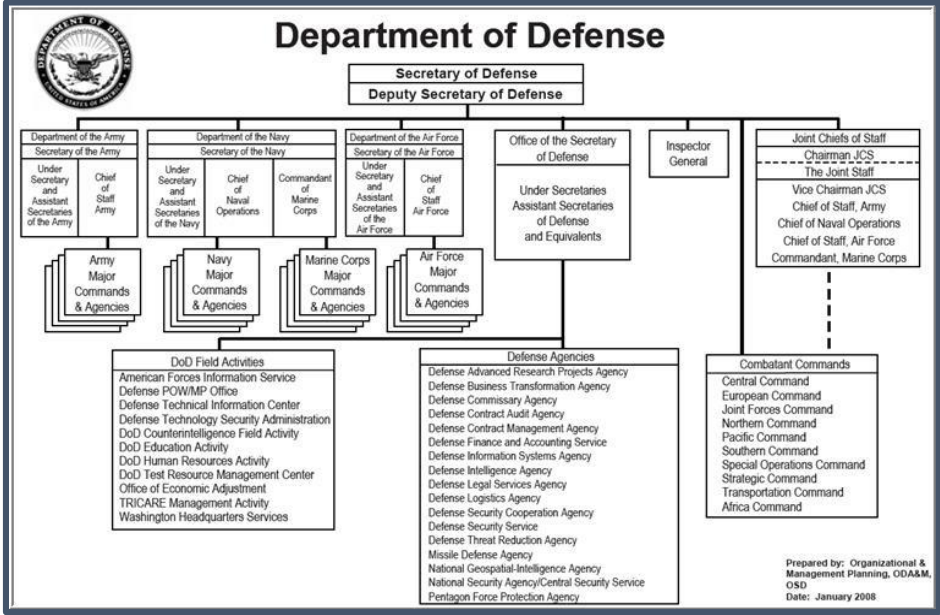 DEPARTMENT OF DEFENSE
UNITED STATES OF AMERICA
Department of Defense
Secretary of Defense
Deputy Secretary of Defense
Department of the Army
Secretary of the Army
Under
Secretary
and
Assistant
Secretaries
of the Army
Chief
of
Staff
Army
Department of the Navy
Secretary of the Navy
Under
Secretary
and
Assistant
Secretaries
of the Navy
Chief
of
Naval
Operations
Commandant
of
Marine
Corps
Department of the Air Force
Secretary of the Air Force
Under
Secretary
and
Assistant
Secretaries
of the
Air Force
Chief
of
Staff
Air Force
Office of the Secretary
of Defense
Under Secretaries
Assistant Secretaries
of Defense
and Equivalents
Inspector
General
Joint Chiefs of Staff
Chairman JCS
The Joint Staff
Vice Chairman JCS
Chief of Staff, Army
Chief of Naval Operations
Chief of Staff, Air Force
Commandant, Marine Corps
Army
Major
Commands
& Agencies
Navy
Major
Commands
& Agencies
Marine Corps
Major
Commands
& Agencies
Air Force
Major
Commands
& Agencies
DoD Field Activities
American Forces Information Service
Defense POW/MP Office
Defense Technical Information Center
Defense Technology Security Administration
DoD Counterintelligence Field Activity
DoD Education Activity
DoD Human Resources Activity
DoD Test Resource Management Center
Office of Economic Adjustment
TRICARE Management Activity
Washington Headquarters Services
Defense Agencies
Defense Advanced Research Projects Agency
Defense Business Transformation Agency
Defense Commissary Agency
Defense Contract Audit Agency
Defense Contract Management Agency
Defense Finance and Accounting Service
Defense Information Systems Agency
Defense Intelligence Agency
Defense Legal Services Agency
Defense Logistics Agency
Defense Security Cooperation Agency
Defense Security Service
Defense Threat Reduction Agency
Missile Defense Agency
National Geospatial-Intelligence Agency
National Security Agency/Central Security Service
Pentagon Force Protection Agency
Combatant Commands
Central Command
European Command
Joint Forces Command
Northern Command
Pacific Command
Southern Command
Special Operations Command
Strategic Command
Transportation Command
Africa Command
Prepared by: Organizational &
Management Planning, ODA&M,
OSD
Date: January 2008